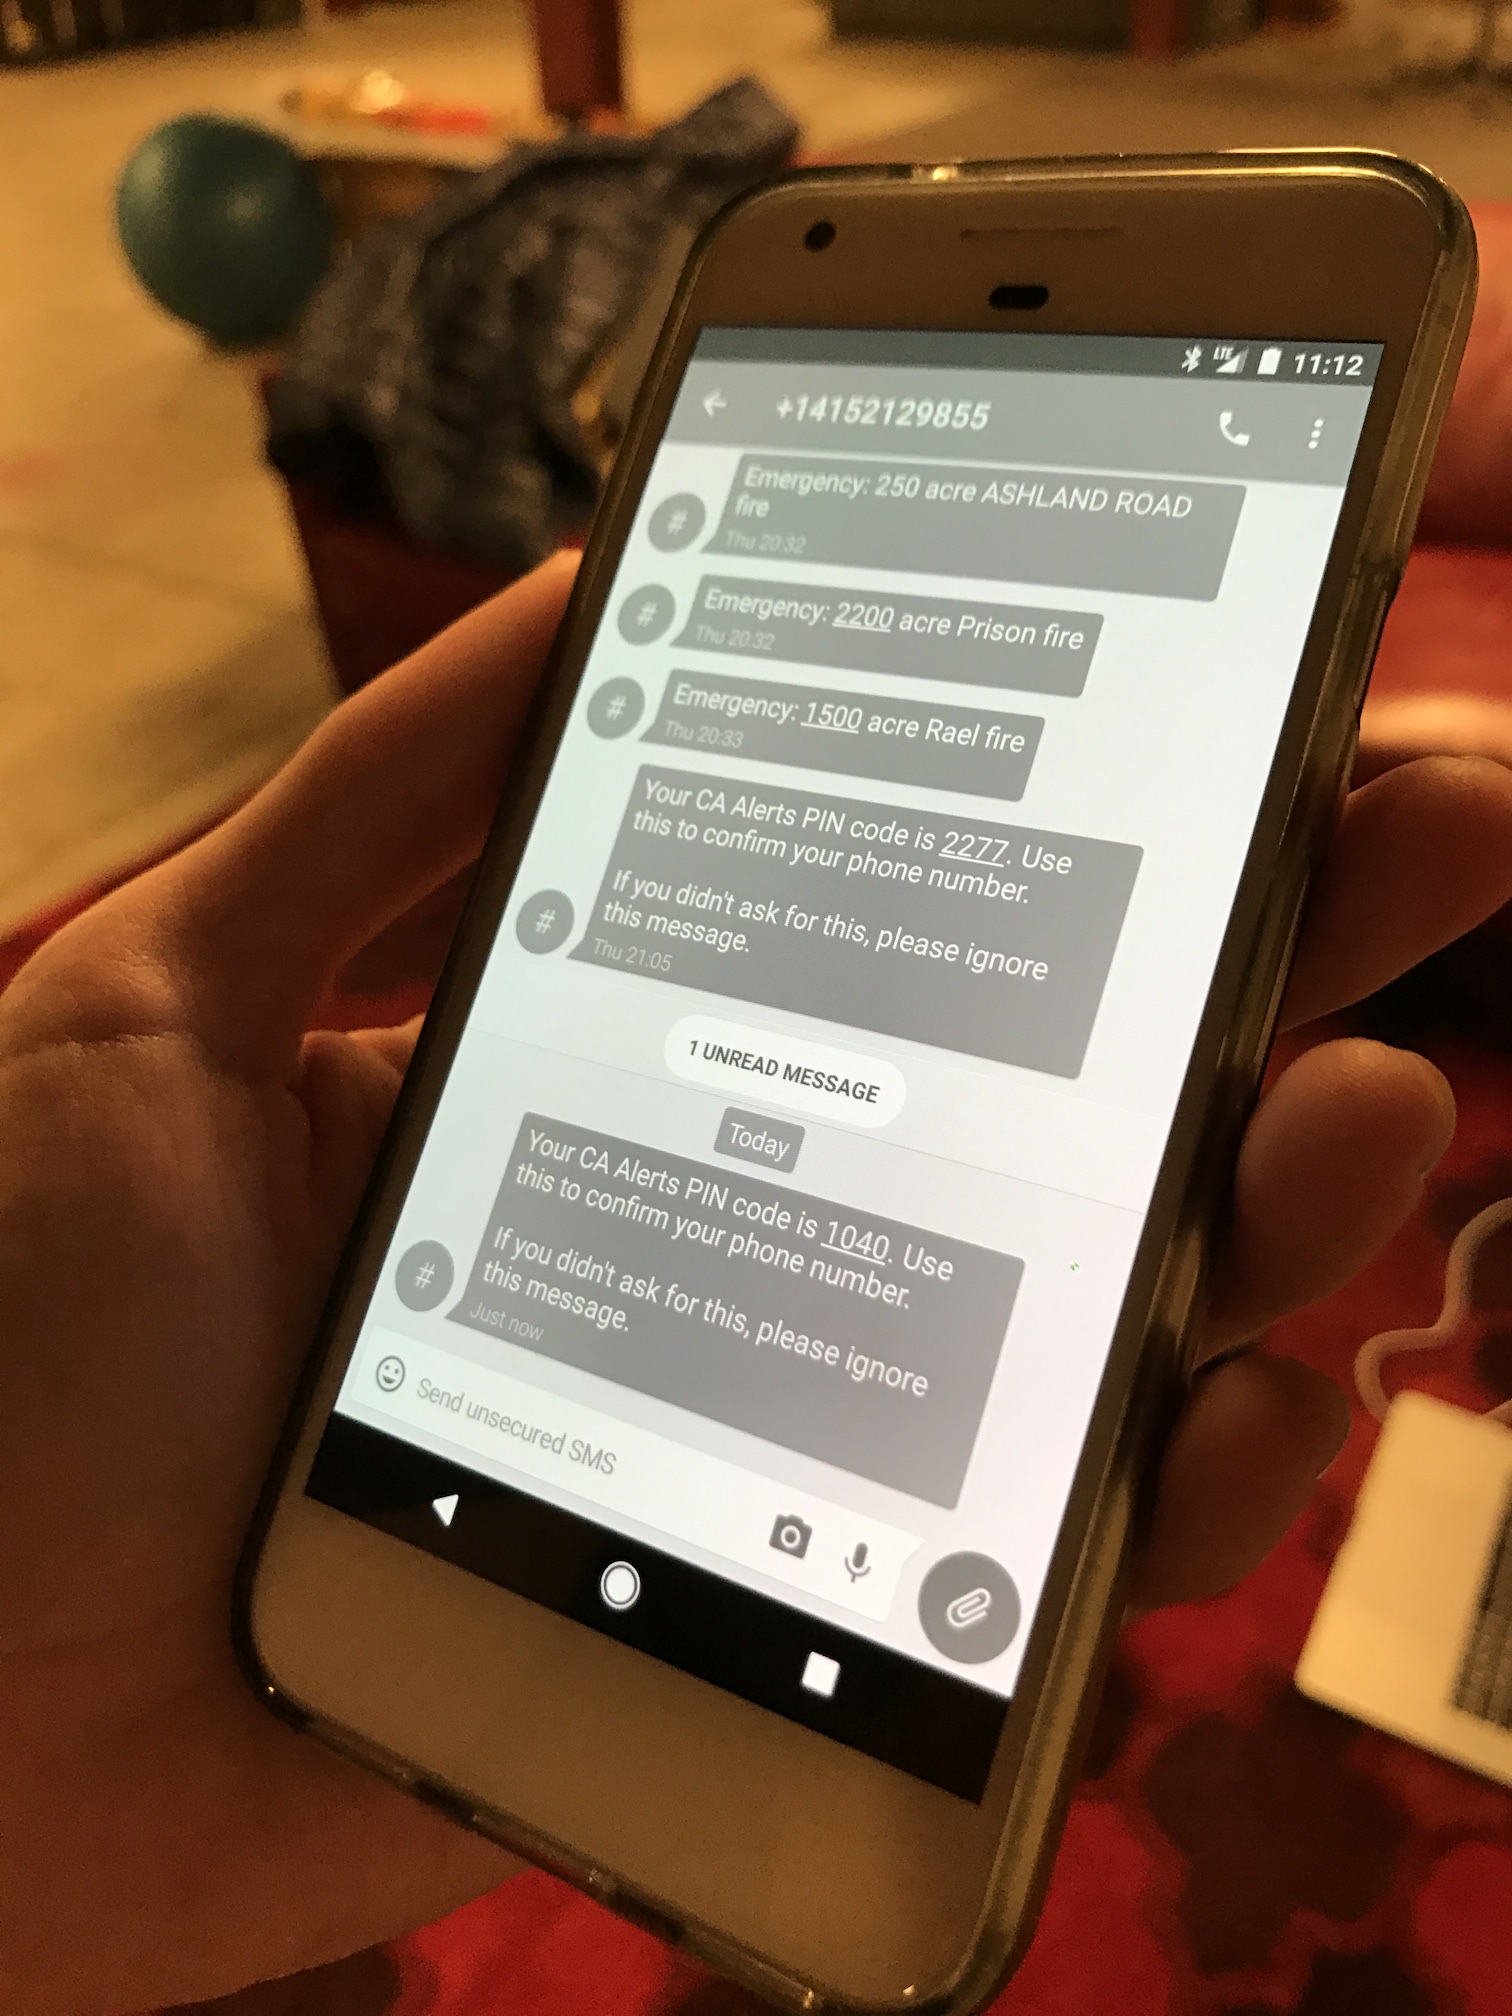 LTE 11:12
+14152129855
Emergency: 250 acre ASHLAND ROAD
fire
Thu 20:32
#
Emergency: 2200 acre Prison fire
Thu 20:32
#
Emergency: 1500 acre Rael fire
Thu 20:33
#
Your CA Alerts PIN code is 2277. Use
this to confirm your phone number.
If you didn't ask for this, please ignore
this message.
Thu 21:05
#
1 UNREAD MESSAGE
Today
Your CA Alerts PIN code is 1040. Use
this to confirm your phone number.
If you didn't ask for this, please ignore
this message.
Just now
#
Send unsecured SMS